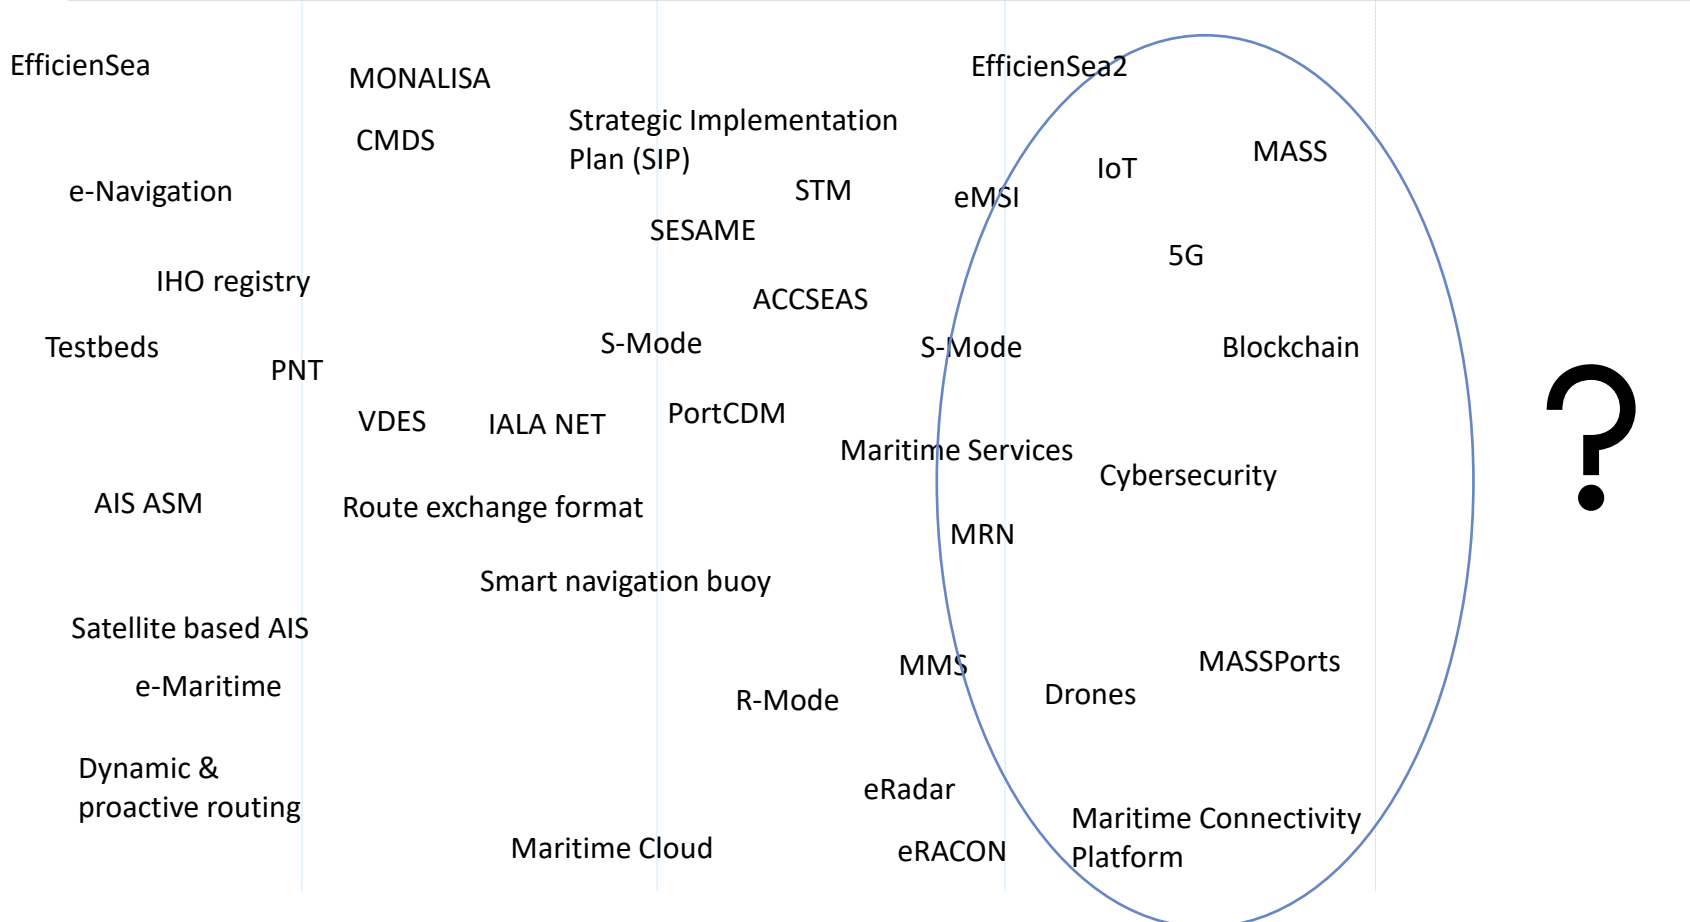 EfficienSea
e-Navigation
IHO registry
Testbeds
PNT
AIS ASM
Satellite based AIS
e-Maritime
Dynamic &
proactive routing
MONALISA
CMDS
Strategic Implementation
Plan (SIP)
STM
SESAME
ACCSEAS
S-Mode
VDES
IALA NET
PortCDM
Route exchange format
Smart navigation buoy
R-Mode
Maritime Cloud
EfficienSea2
eMSI
S-Mode
Maritime Services
MRN
MMS
eRadar
eRACON
IoT
MASS
5G
Blockchain
Cybersecurity
MASSPorts
Drones
Maritime Connectivity
Platform
?